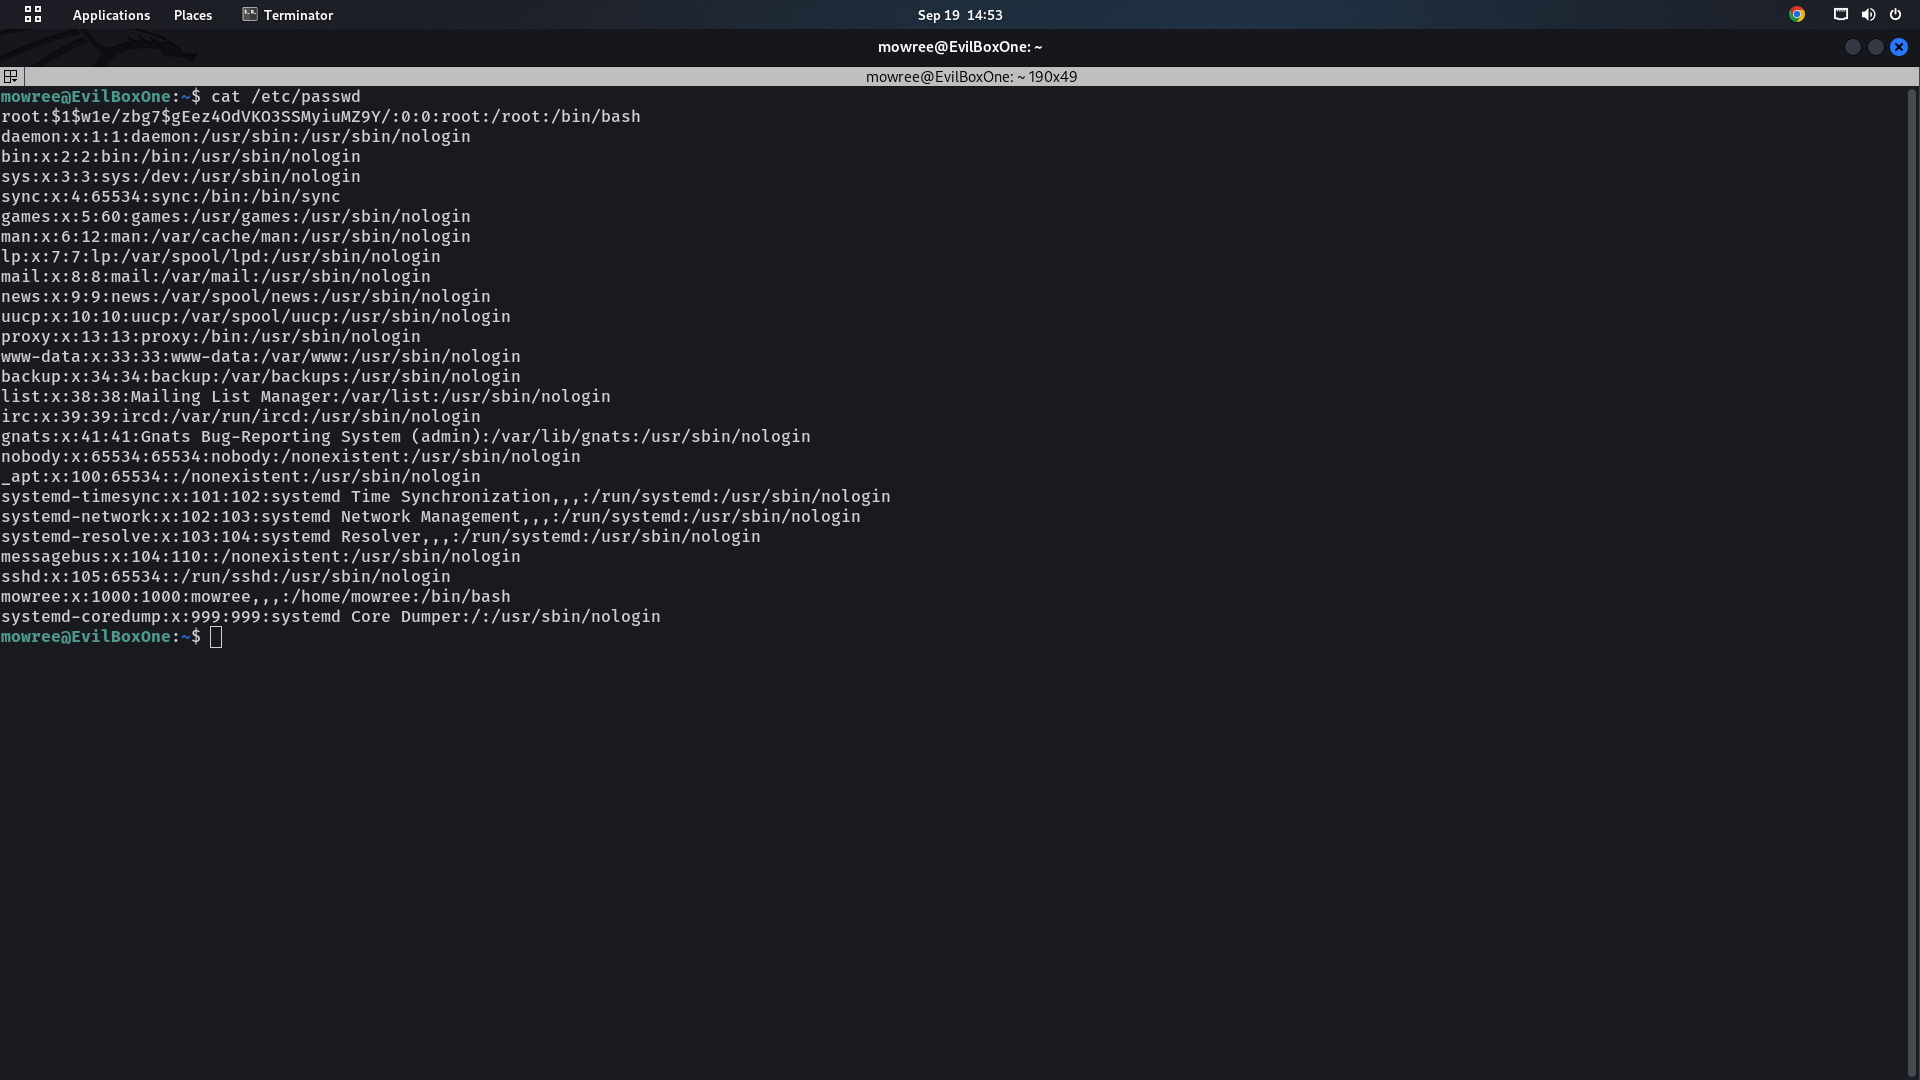 Applications Places Terminator Sep 19 14:53
mowree@EvilBoxOne: ~
mowree@EvilBoxOne: ~ 190x49
mowree@EvilBoxOne:~$ cat /etc/passwd
root:$1$w1e/zbg7$gEez4OdVKO3SSMyiuMZ9Y/:0:0:root:/root:/bin/bash
daemon:x:1:1:daemon:/usr/sbin:/usr/sbin/nologin
bin:x:2:2:bin:/bin:/usr/sbin/nologin
sys:x:3:3:sys:/dev:/usr/sbin/nologin
sync:x:4:65534:sync:/bin:/bin/sync
games:x:5:60:games:/usr/games:/usr/sbin/nologin
man:x:6:12:man:/var/cache/man:/usr/sbin/nologin
lp:x:7:7:lp:/var/spool/lpd:/usr/sbin/nologin
mail:x:8:8:mail:/var/mail:/usr/sbin/nologin
news:x:9:9:news:/var/spool/news:/usr/sbin/nologin
uucp:x:10:10:uucp:/var/spool/uucp:/usr/sbin/nologin
proxy:x:13:13:proxy:/bin:/usr/sbin/nologin
www-data:x:33:33:www-data:/var/www:/usr/sbin/nologin
backup:x:34:34:backup:/var/backups:/usr/sbin/nologin
list:x:38:38:Mailing List Manager:/var/list:/usr/sbin/nologin
irc:x:39:39:ircd:/var/run/ircd:/usr/sbin/nologin
gnats:x:41:41:Gnats Bug-Reporting System (admin):/var/lib/gnats:/usr/sbin/nologin
nobody:x:65534:65534:nobody:/nonexistent:/usr/sbin/nologin
_apt:x:100:65534::/nonexistent:/usr/sbin/nologin
systemd-timesync:x:101:102:systemd Time Synchronization,,,:/run/systemd:/usr/sbin/nologin
systemd-network:x:102:103:systemd Network Management,,,:/run/systemd:/usr/sbin/nologin
systemd-resolve:x:103:104:systemd Resolver,,,:/run/systemd:/usr/sbin/nologin
messagebus:x:104:110::/nonexistent:/usr/sbin/nologin
sshd:x:105:65534::/run/sshd:/usr/sbin/nologin
mowree:x:1000:1000:mowree,,,:/home/mowree:/bin/bash
systemd-coredump:x:999:999:systemd Core Dumper:/:/usr/sbin/nologin
mowree@EvilBoxOne:~$